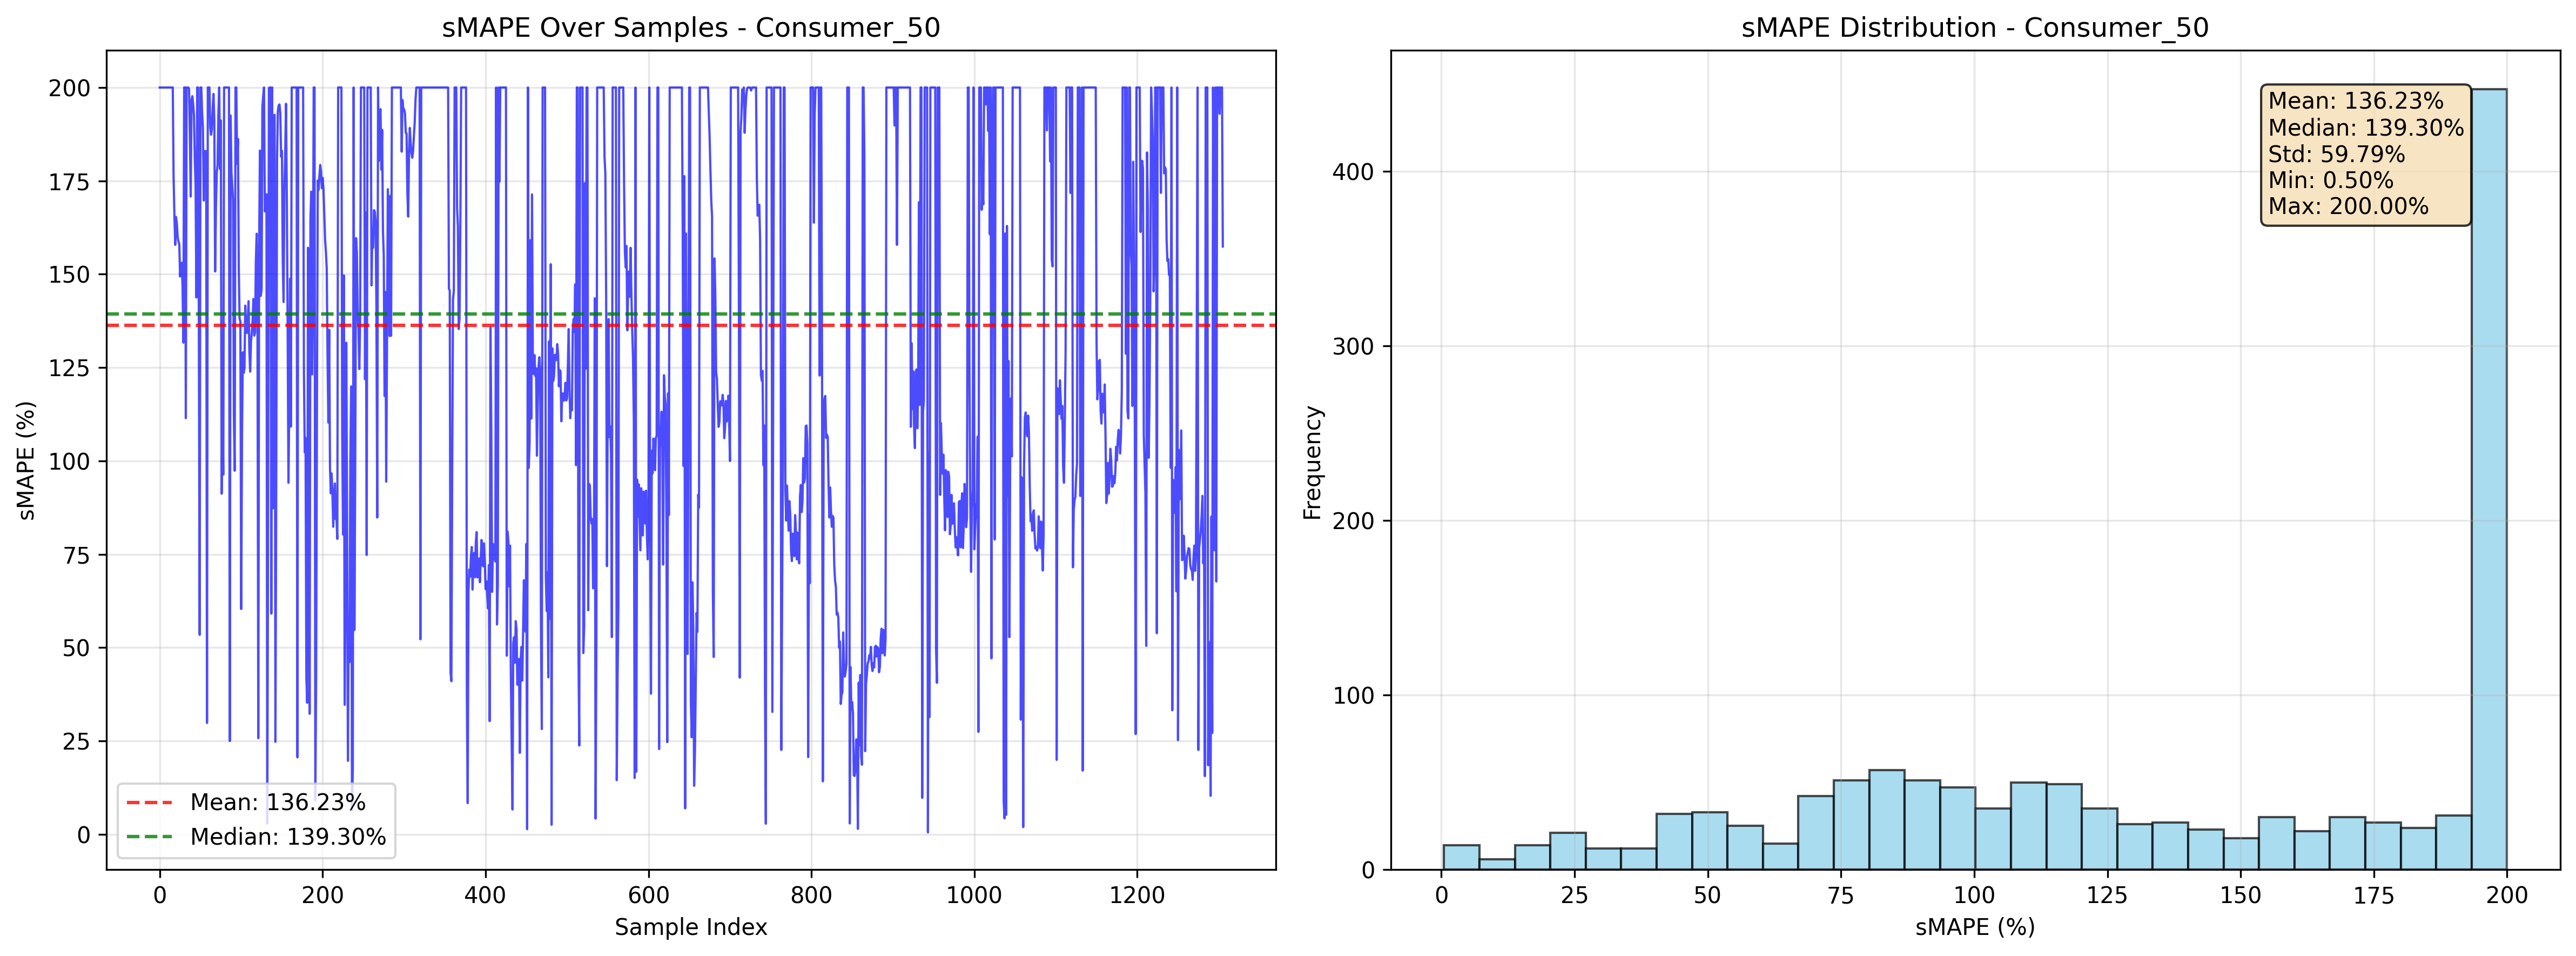 sMAPE Over Samples - Consumer_50
sMAPE (%)
200
175
150
125
100
75
50
25
0
Mean: 136.23%
Median: 139.30%
0
200
400
600
800
1000
1200
Sample Index
sMAPE Distribution - Consumer_50
Frequency
400
300
200
100
0
Mean: 136.23%
Median: 139.30%
Std: 59.79%
Min: 0.50%
Max: 200.00%
0
25
50
75
100
125
150
175
200
sMAPE (%)